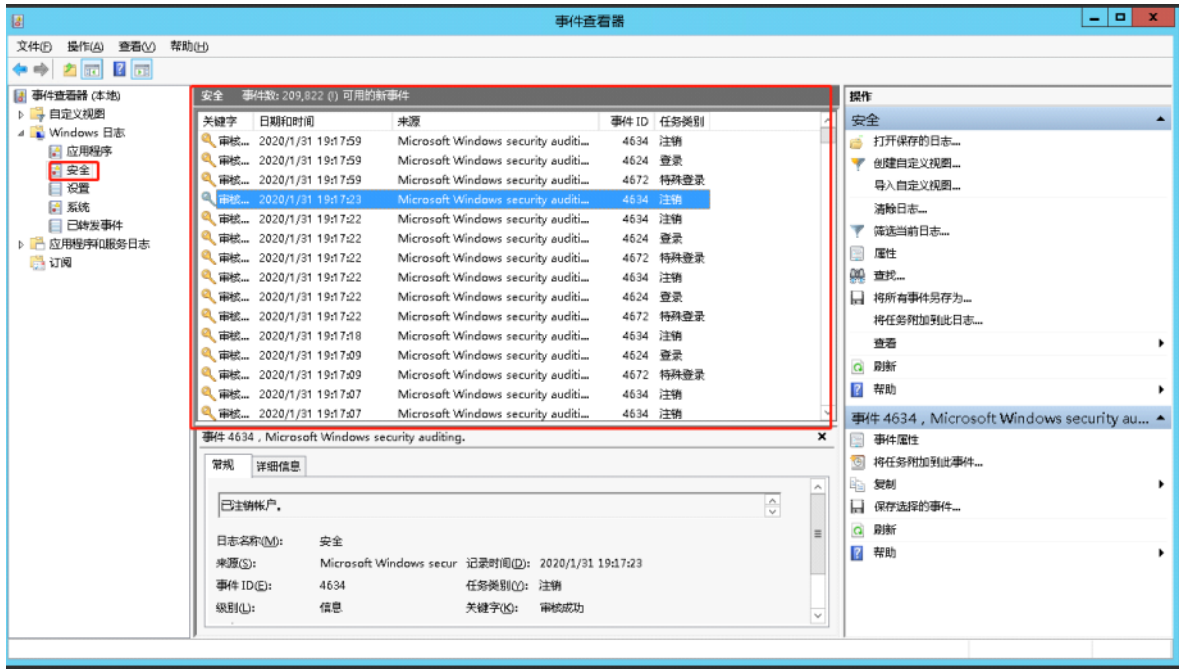 事件查看器
文件(F) 操作(A) 查看(V) 帮助(H)
事件查看器 (本地)
自定义视图
Windows 日志
应用程序
安全
设置
系统
已转发事件
应用程序和服务日志
订阅
安全 事件数: 209,822 (!) 可用的新事件
关键字 日期和时间 来源 事件 ID 任务类别
审核... 2020/1/31 19:17:59 Microsoft Windows security auditi... 4634 注销
审核... 2020/1/31 19:17:59 Microsoft Windows security auditi... 4624 登录
审核... 2020/1/31 19:17:59 Microsoft Windows security auditi... 4672 特殊登录
审核... 2020/1/31 19:17:23 Microsoft Windows security auditi... 4634 注销
审核... 2020/1/31 19:17:22 Microsoft Windows security auditi... 4634 注销
审核... 2020/1/31 19:17:22 Microsoft Windows security auditi... 4624 登录
审核... 2020/1/31 19:17:22 Microsoft Windows security auditi... 4672 特殊登录
审核... 2020/1/31 19:17:22 Microsoft Windows security auditi... 4634 注销
审核... 2020/1/31 19:17:22 Microsoft Windows security auditi... 4624 登录
审核... 2020/1/31 19:17:22 Microsoft Windows security auditi... 4672 特殊登录
审核... 2020/1/31 19:17:18 Microsoft Windows security auditi... 4634 注销
审核... 2020/1/31 19:17:09 Microsoft Windows security auditi... 4624 登录
审核... 2020/1/31 19:17:09 Microsoft Windows security auditi... 4672 特殊登录
审核... 2020/1/31 19:17:07 Microsoft Windows security auditi... 4634 注销
审核... 2020/1/31 19:17:07 Microsoft Windows security auditi... 4634 注销
事件 4634，Microsoft Windows security auditing.
常规 详细信息
已注销帐户。
日志名称(M): 安全
来源(S): Microsoft Windows secur 记录时间(D): 2020/1/31 19:17:23
事件 ID(E): 4634 任务类别(Y): 注销
级别(L): 信息 关键字(K): 审核成功
操作
安全
打开保存的日志...
创建自定义视图...
导入自定义视图...
清除日志...
筛选当前日志...
属性
查找...
将所有事件另存为...
将任务附加到此日志...
查看
刷新
帮助
事件 4634，Microsoft Windows security au...
事件属性
将任务附加到此事件...
复制
保存选择的事件...
刷新
帮助